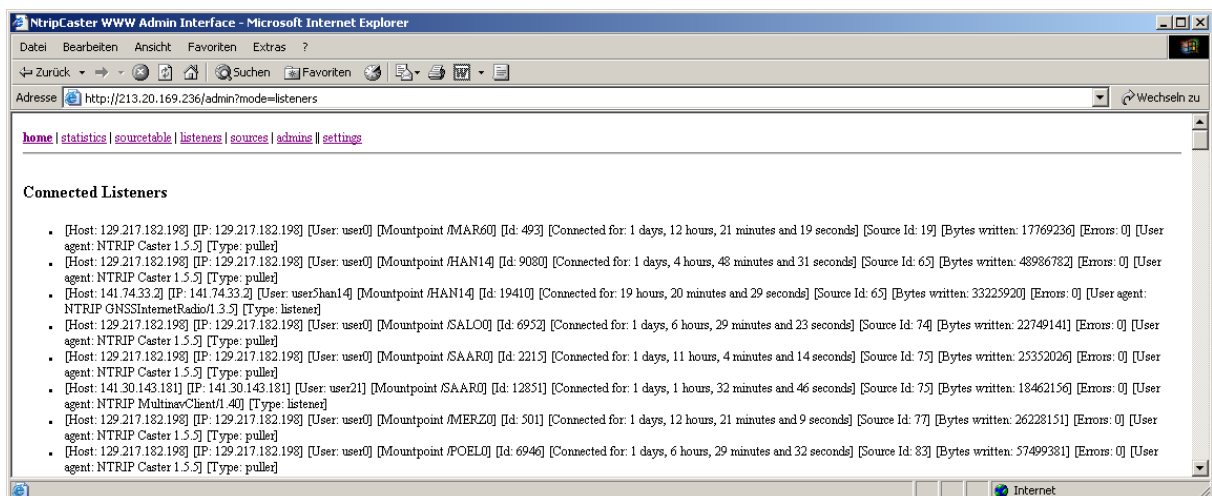 NtripCaster WWW Admin Interface - Microsoft Internet Explorer
Datei Bearbeiten Ansicht Favoriten Extras ?
Zurück Suchen Favoriten
Adresse http://213.20.169.236/admin?mode=listeners Wechseln zu
home | statistics | sourcetable | listeners | sources | admins || settings
Connected Listeners
[Host: 129.217.182.198] [IP: 129.217.182.198] [User: user0] [Mountpoint /MAR60] [Id: 493] [Connected for: 1 days, 12 hours, 21 minutes and 19 seconds] [Source Id: 19] [Bytes written: 17769236] [Errors: 0] [User
agent: NTRIP Caster 1.5.5] [Type: puller]
[Host: 129.217.182.198] [IP: 129.217.182.198] [User: user0] [Mountpoint /HAN14] [Id: 9080] [Connected for: 1 days, 4 hours, 48 minutes and 31 seconds] [Source Id: 65] [Bytes written: 48986782] [Errors: 0] [User
agent: NTRIP Caster 1.5.5] [Type: puller]
[Host: 141.74.33.2] [IP: 141.74.33.2] [User: user5han14] [Mountpoint /HAN14] [Id: 19410] [Connected for: 19 hours, 20 minutes and 29 seconds] [Source Id: 65] [Bytes written: 33225920] [Errors: 0] [User agent:
NTRIP GNSSInternetRadio/1.3.5] [Type: listener]
[Host: 129.217.182.198] [IP: 129.217.182.198] [User: user0] [Mountpoint /SALO0] [Id: 6952] [Connected for: 1 days, 6 hours, 29 minutes and 23 seconds] [Source Id: 74] [Bytes written: 22749141] [Errors: 0] [User
agent: NTRIP Caster 1.5.5] [Type: puller]
[Host: 129.217.182.198] [IP: 129.217.182.198] [User: user0] [Mountpoint /SAAR0] [Id: 2215] [Connected for: 1 days, 11 hours, 4 minutes and 14 seconds] [Source Id: 75] [Bytes written: 25352026] [Errors: 0] [User
agent: NTRIP Caster 1.5.5] [Type: puller]
[Host: 141.30.143.181] [IP: 141.30.143.181] [User: user21] [Mountpoint /SAAR0] [Id: 12851] [Connected for: 1 days, 1 hours, 32 minutes and 46 seconds] [Source Id: 75] [Bytes written: 18462156] [Errors: 0] [User
agent: NTRIP MultinavClient/1.40] [Type: listener]
[Host: 129.217.182.198] [IP: 129.217.182.198] [User: user0] [Mountpoint /MERZ0] [Id: 501] [Connected for: 1 days, 12 hours, 21 minutes and 9 seconds] [Source Id: 77] [Bytes written: 26228151] [Errors: 0] [User
agent: NTRIP Caster 1.5.5] [Type: puller]
[Host: 129.217.182.198] [IP: 129.217.182.198] [User: user0] [Mountpoint /POEL0] [Id: 6946] [Connected for: 1 days, 6 hours, 29 minutes and 32 seconds] [Source Id: 83] [Bytes written: 57499381] [Errors: 0] [User
agent: NTRIP Caster 1.5.5] [Type: puller]
Internet